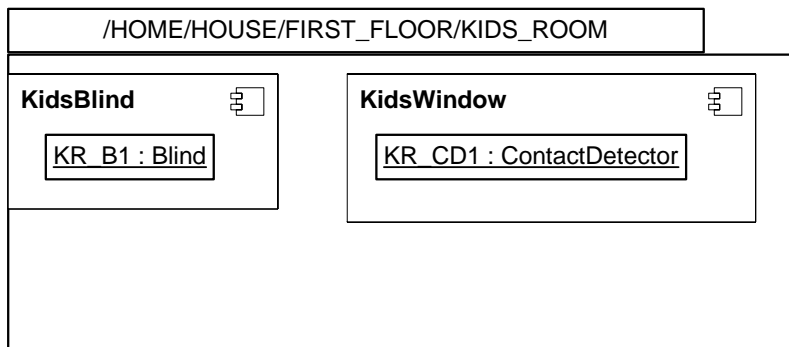 /HOME/HOUSE/FIRST_FLOOR/KIDS_ROOM
KidsBlind
KR_B1 : Blind
KidsWindow
KR_CD1 : ContactDetector